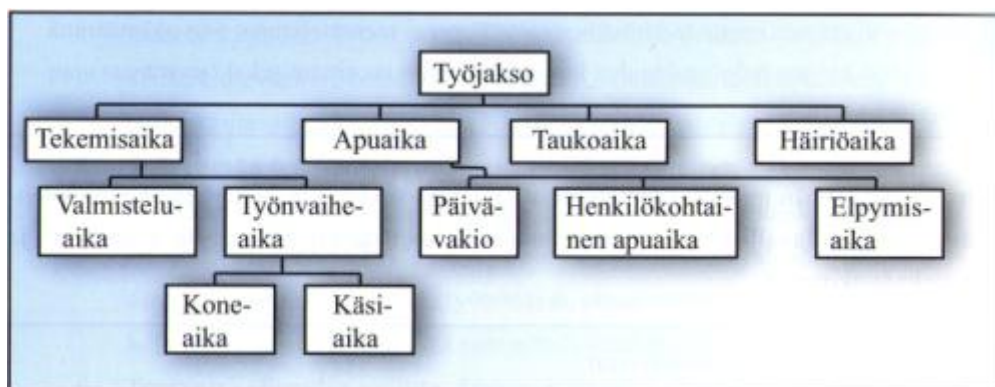 Työjakso
Tekemisaika
Apuaika
Taukoaika
Häiriöaika
Valmistelu-
aika
Työnvaihe-
aika
Päivä-
vakio
Henkilökohtai-
nen apuaika
Elpymis-
aika
Kone-
aika
Käsi-
aika